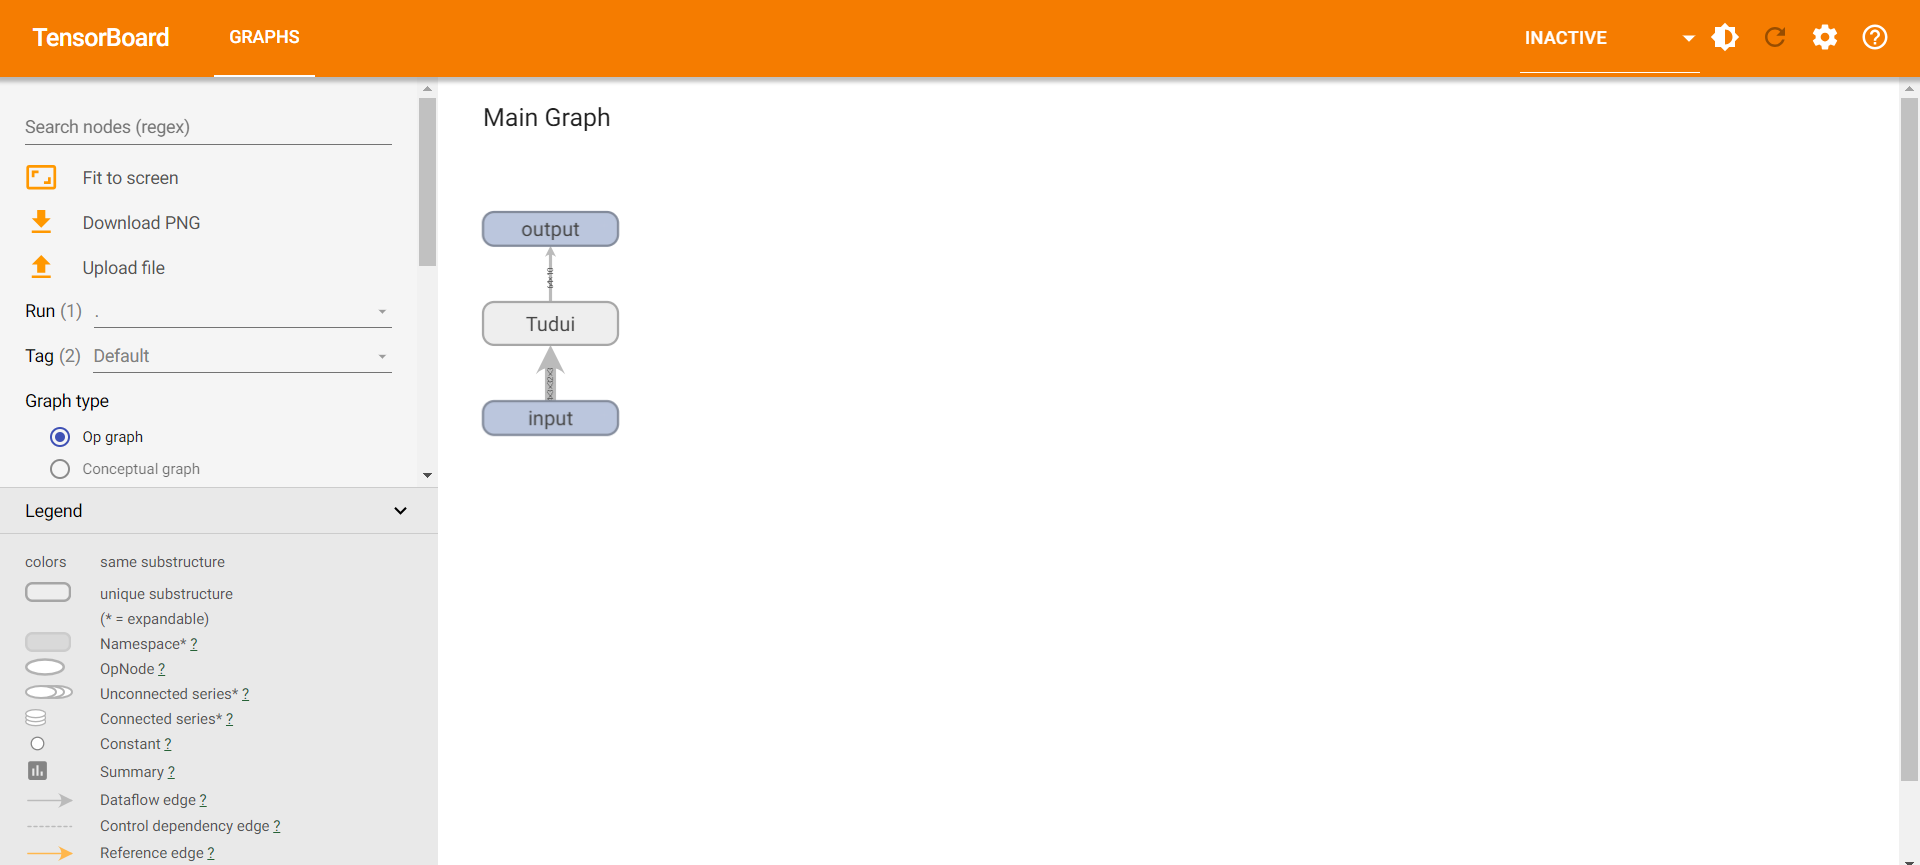 TensorBoard
GRAPHS
INACTIVE
Search nodes (regex)
Fit to screen
Download PNG
Upload file
Run (1) .
Tag (2) Default
Graph type
Op graph
Conceptual graph
Legend
colors same substructure
unique substructure
(* = expandable)
Namespace* ?
OpNode ?
Unconnected series* ?
Connected series* ?
Constant ?
Summary ?
Dataflow edge ?
Control dependency edge ?
Reference edge ?
Main Graph
output
64×10
Tudui
input